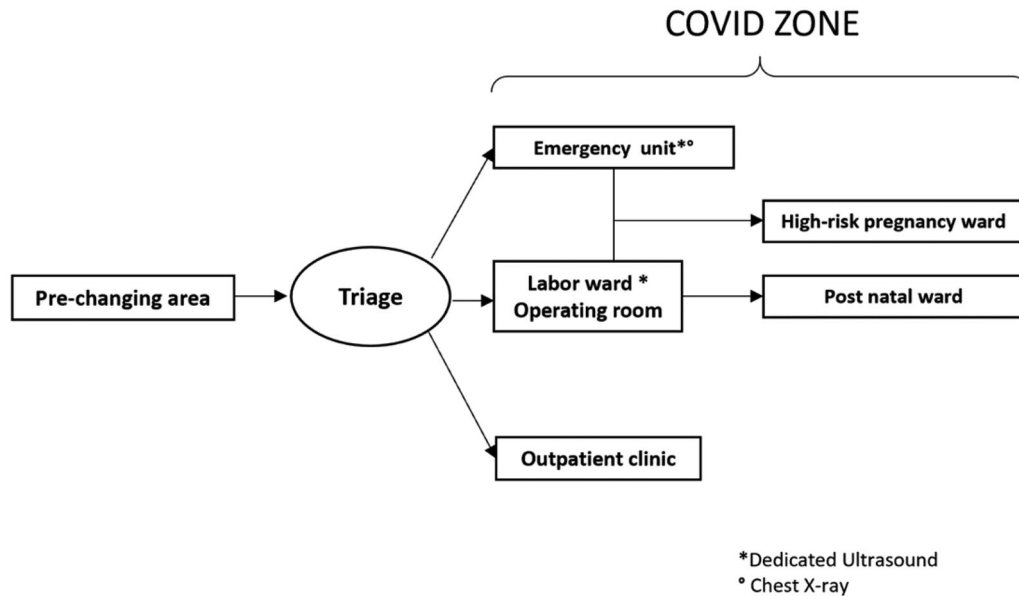 COVID ZONE
Emergency unit*°
High-risk pregnancy ward
Pre-changing area
Triage
Labor ward *
Operating room
Post natal ward
Outpatient clinic
*Dedicated Ultrasound
° Chest X-ray